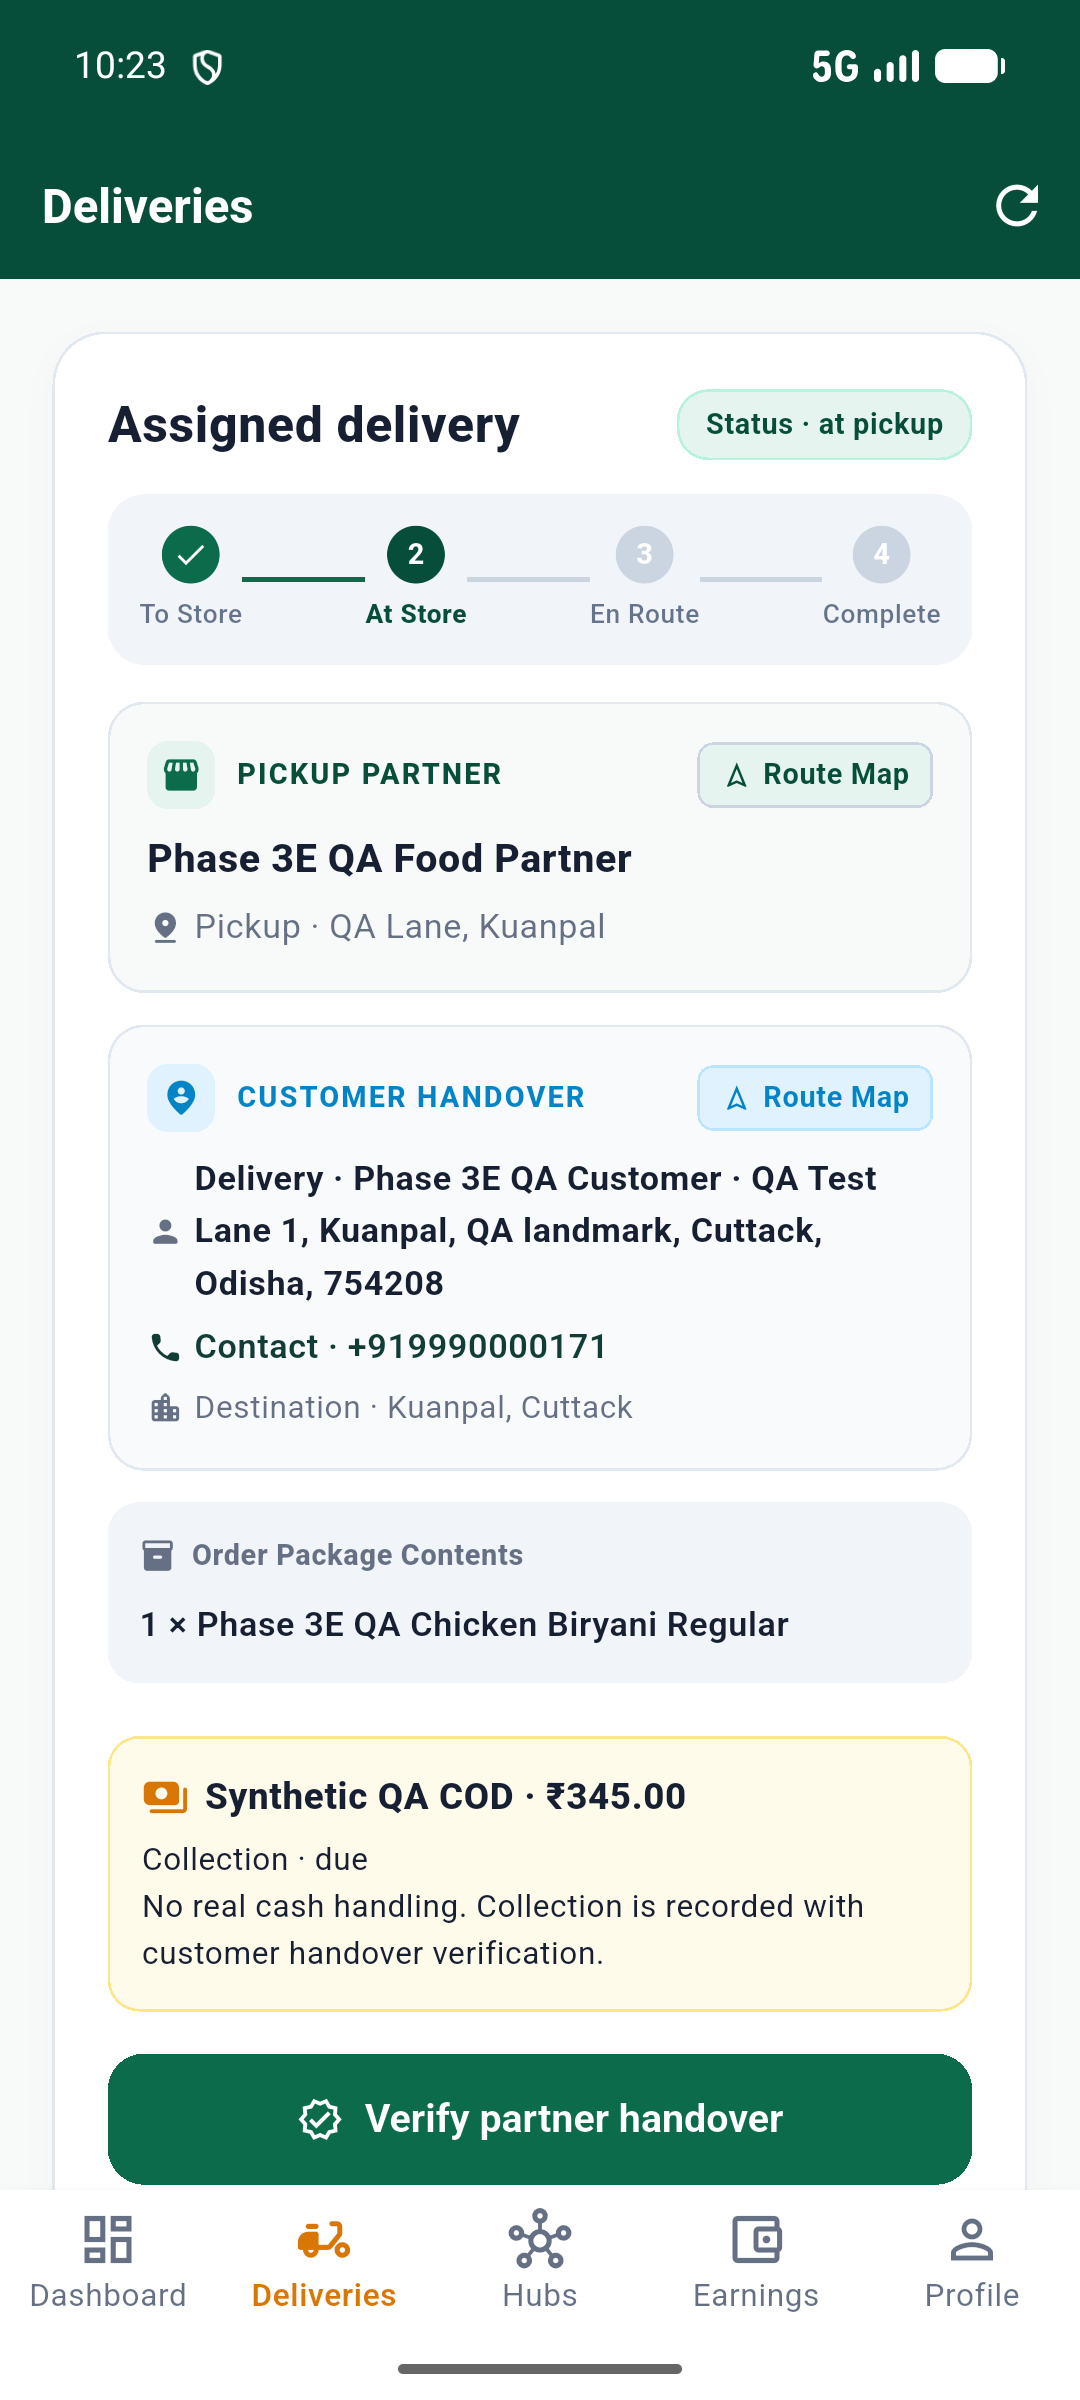 10:23
5G
Deliveries
Assigned delivery
Status · at pickup
2
3
4
To Store
At Store
En Route
Complete
PICKUP PARTNER
Route Map
Phase 3E QA Food Partner
Pickup · QA Lane, Kuanpal
CUSTOMER HANDOVER
Route Map
Delivery · Phase 3E QA Customer · QA Test
Lane 1, Kuanpal, QA landmark, Cuttack,
Odisha, 754208
Contact · +919990000171
Destination · Kuanpal, Cuttack
Order Package Contents
1 × Phase 3E QA Chicken Biryani Regular
Synthetic QA COD · ₹345.00
Collection · due
No real cash handling. Collection is recorded with
customer handover verification.
Verify partner handover
Dashboard
Deliveries
Hubs
Earnings
Profile